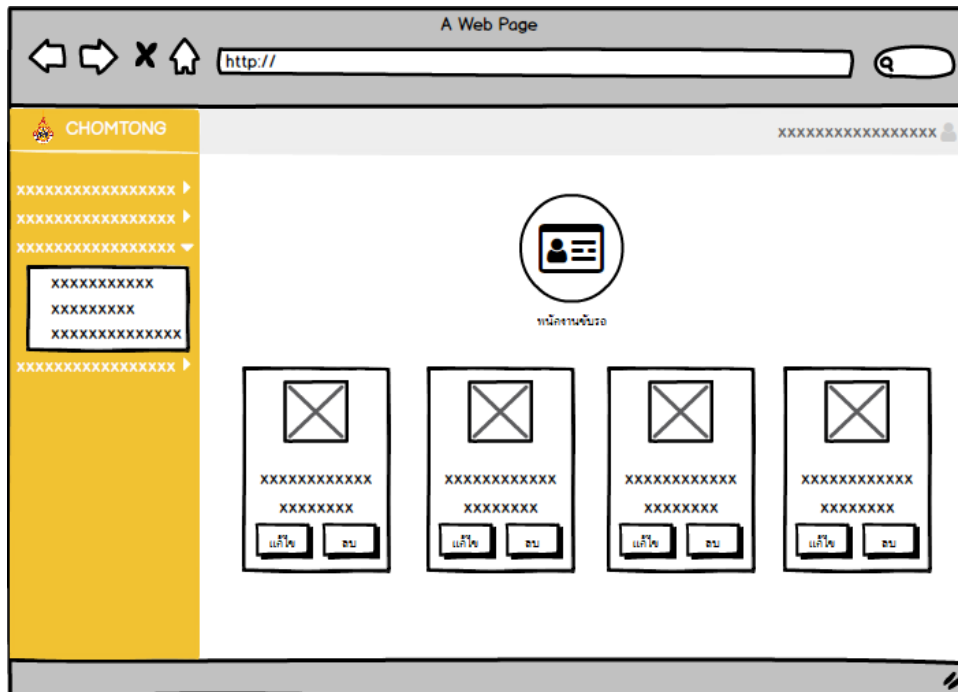 A Web Page
http://
CHOMTONG
xxxxxxxxxxxxxxxxx
xxxxxxxxxxxxxxxxx
xxxxxxxxxxxxxxxxx
xxxxxxxxxxxxxxxxx
xxxxxxxxxxx
xxxxxxxxx
xxxxxxxxxxxxxx
xxxxxxxxxxxxxxxxx
พนักงานขับรถ
xxxxxxxxxxxx xxxxxxxxxxxx xxxxxxxxxxxx xxxxxxxxxxxx
xxxxxxxx xxxxxxxx xxxxxxxx xxxxxxxx
แก้ไข ลบ แก้ไข ลบ แก้ไข ลบ แก้ไข ลบ